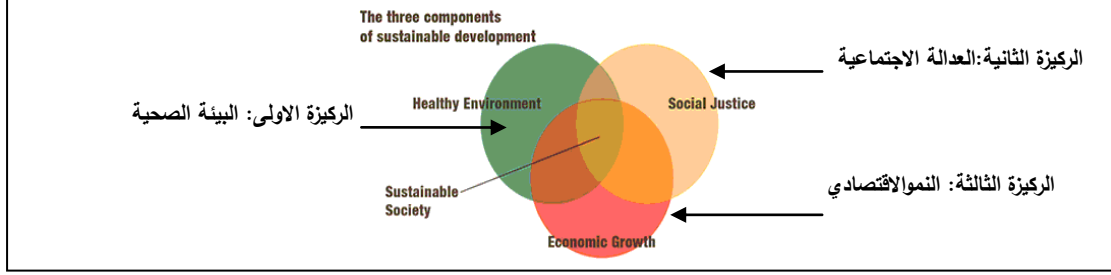 The three components
of sustainable development
الركيزة الثانية:العدالة الاجتماعية
Healthy Environment
Social Justice
الركيزة الاولى: البيئة الصحية
Sustainable
Society
الركيزة الثالثة: النموالاقتصادي
Economic Growth